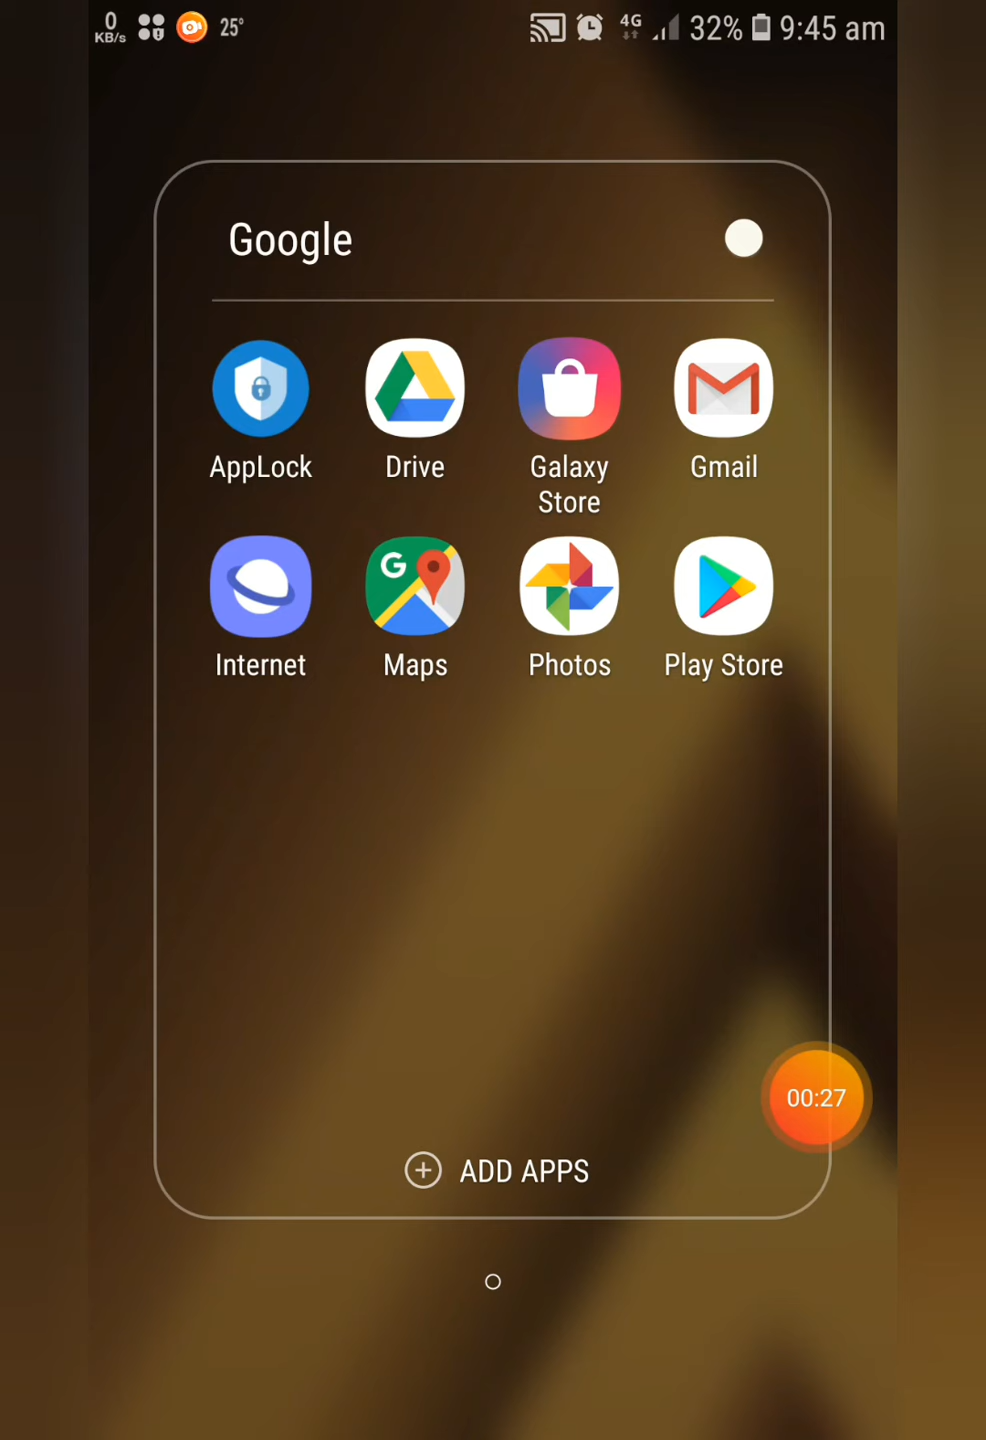 0
KB/s
25°
4G
32%
9:45 am
Google
AppLock
Drive
Galaxy
Store
Gmail
Internet
G
Maps
Photos
Play Store
00:27
ADD APPS